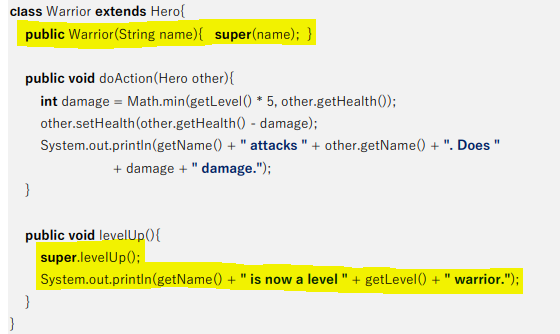 class Warrior extends Hero{
public Warrior(String name){ super(name); }
public void doAction(Hero other){
int damage = Math.min(getLevel() * 5, other.getHealth());
other.setHealth(other.getHealth() - damage);
System.out.println(getName() + " attacks " + other.getName() + ". Does "
+ damage + " damage.");
}
public void levelUp(){
super.levelUp();
System.out.println(getName() + " is now a level " + getLevel() + " warrior.");
}
}